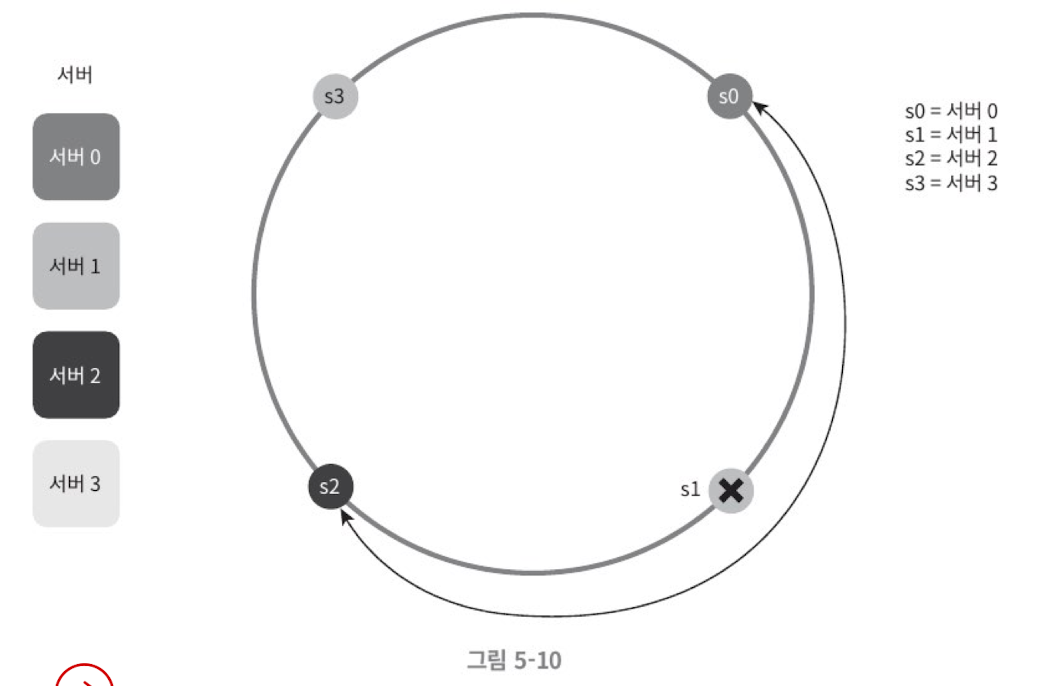 서버
서버 0
서버 1
서버 2
서버 3
s3
s0
s2
s1
s0 = 서버 0
s1 = 서버 1
s2 = 서버 2
s3 = 서버 3
그림 5-10